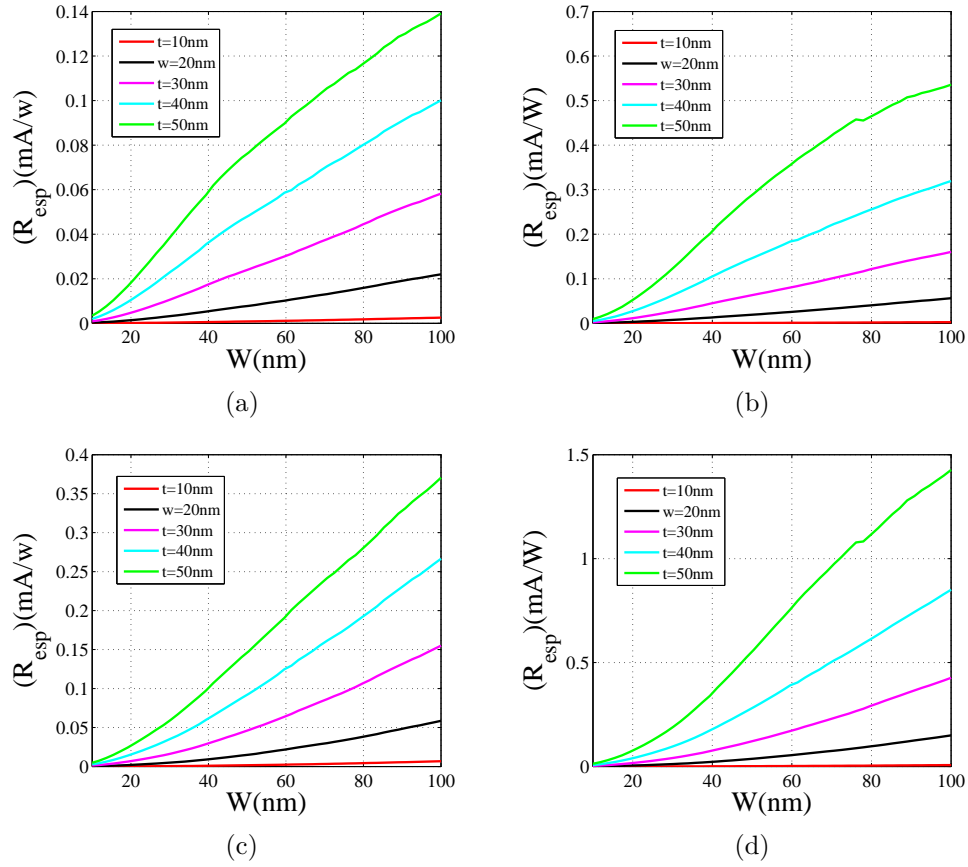 0.14
0.12
0.1
0.08
0.06
0.04
0.02
0
20 40 60 80 100
(R_esp)(mA/w)
W(nm)
t=10nm
w=20nm
t=30nm
t=40nm
t=50nm
(a)
0.7
0.6
0.5
0.4
0.3
0.2
0.1
0
20 40 60 80 100
(R_esp)(mA/W)
W(nm)
t=10nm
w=20nm
t=30nm
t=40nm
t=50nm
(b)
0.4
0.35
0.3
0.25
0.2
0.15
0.1
0.05
0
20 40 60 80 100
(R_esp)(mA/w)
W(nm)
t=10nm
w=20nm
t=30nm
t=40nm
t=50nm
(c)
1.5
1
0.5
0
20 40 60 80 100
(R_esp)(mA/W)
W(nm)
t=10nm
w=20nm
t=30nm
t=40nm
t=50nm
(d)